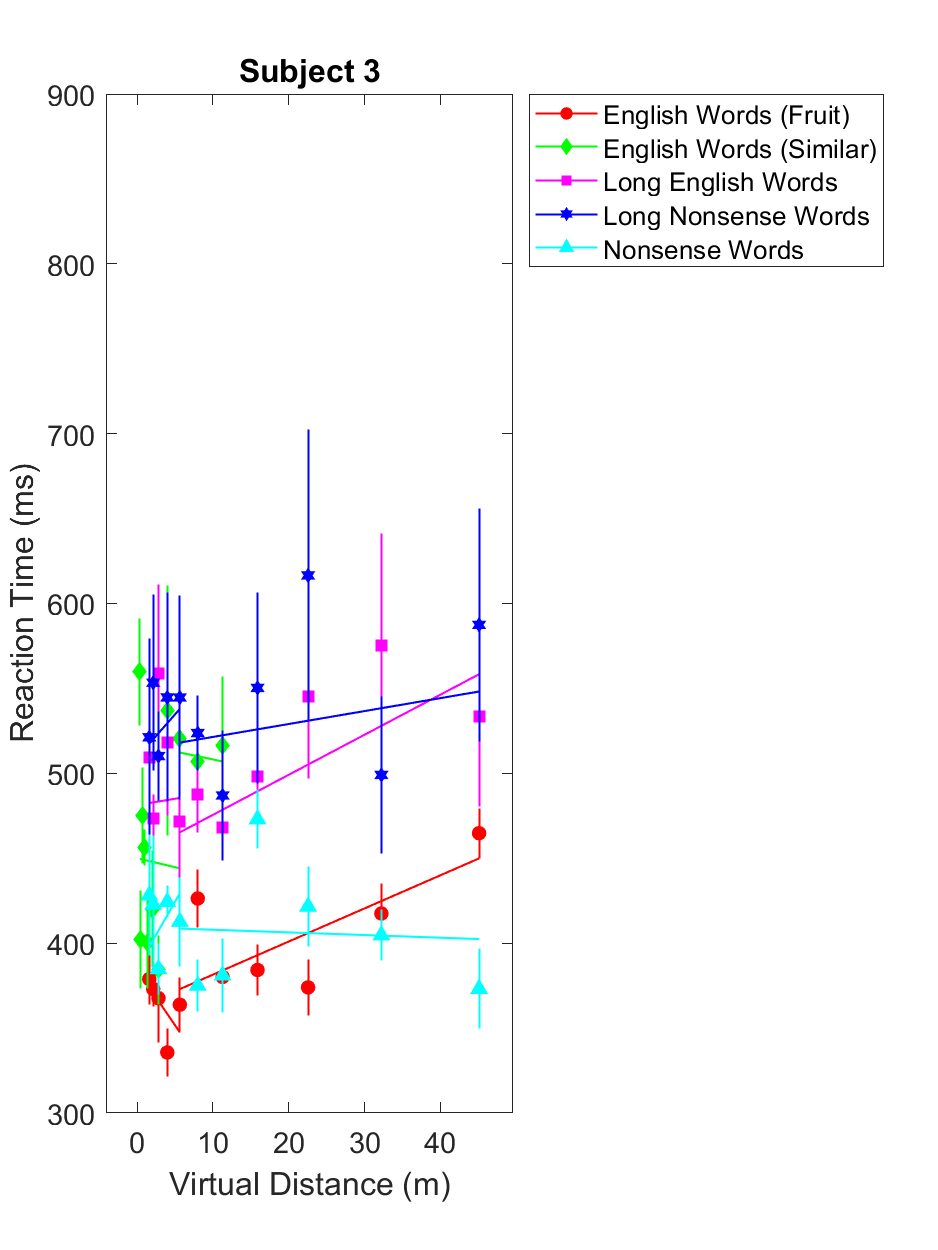 Subject 3
900
800
700
600
500
400
300
Reaction Time (ms)
0 10 20 30 40
Virtual Distance (m)
English Words (Fruit)
English Words (Similar)
Long English Words
Long Nonsense Words
Nonsense Words